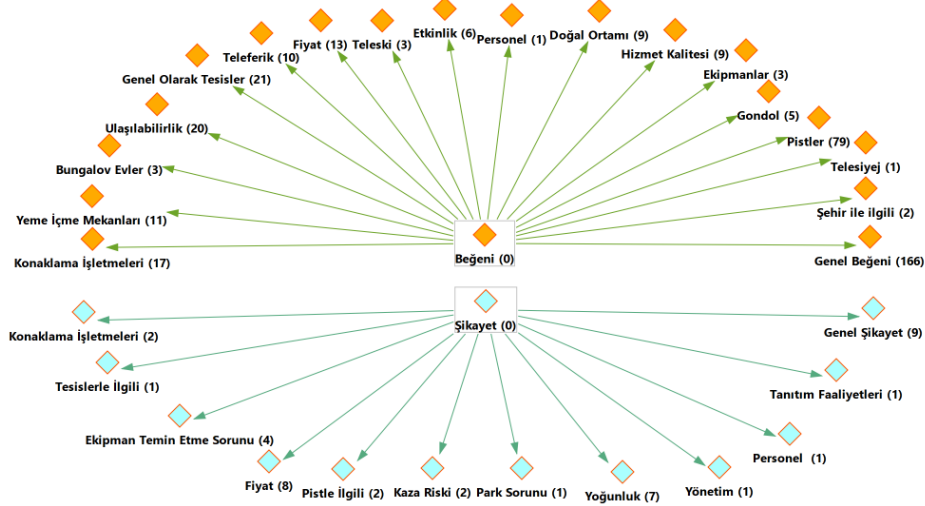 Etkinlik (6)
Personel (1)
Doğal Ortamı (9)
Teleski (3)
Fiyat (13)
Hizmet Kalitesi (9)
Teleferik (10)
Ekipmanlar (3)
Genel Olarak Tesisler (21)
Gondol (5)
Ulaşılabilirlik (20)
Pistler (79)
Bungalov Evler (3)
Telesiyej (1)
Yeme İçme Mekanları (11)
Şehir ile ilgili (2)
Konaklama İşletmeleri (17)
Beğeni (0)
Genel Beğeni (166)
Şikayet (0)
Konaklama İşletmeleri (2)
Genel Şikayet (9)
Tesislerle İlgili (1)
Tanıtım Faaliyetleri (1)
Ekipman Temin Etme Sorunu (4)
Personel (1)
Fiyat (8)
Pistle İlgili (2)
Kaza Riski (2)
Park Sorunu (1)
Yoğunluk (7)
Yönetim (1)